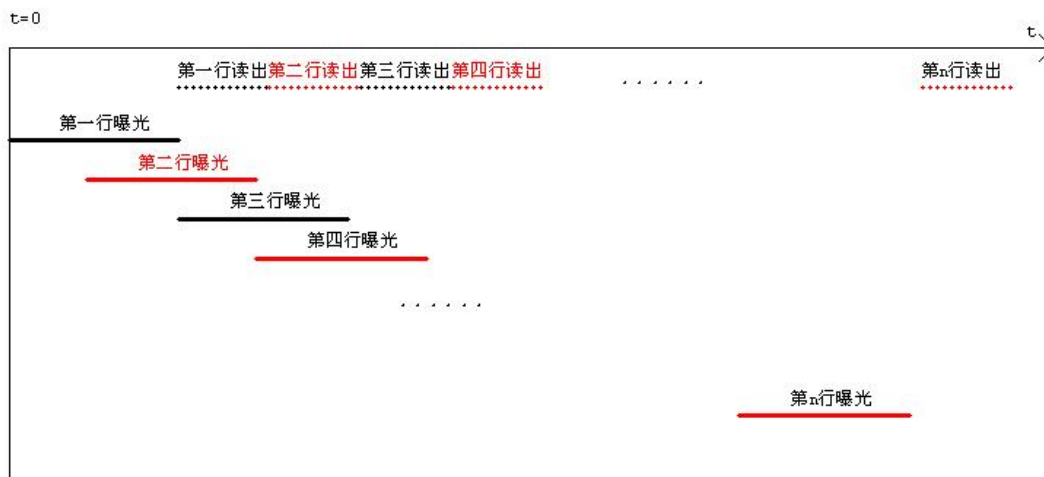 t=0
t
第一行读出第二行读出第三行读出第四行读出 ...... 第n行读出
第一行曝光
第二行曝光
第三行曝光
第四行曝光
......
第n行曝光